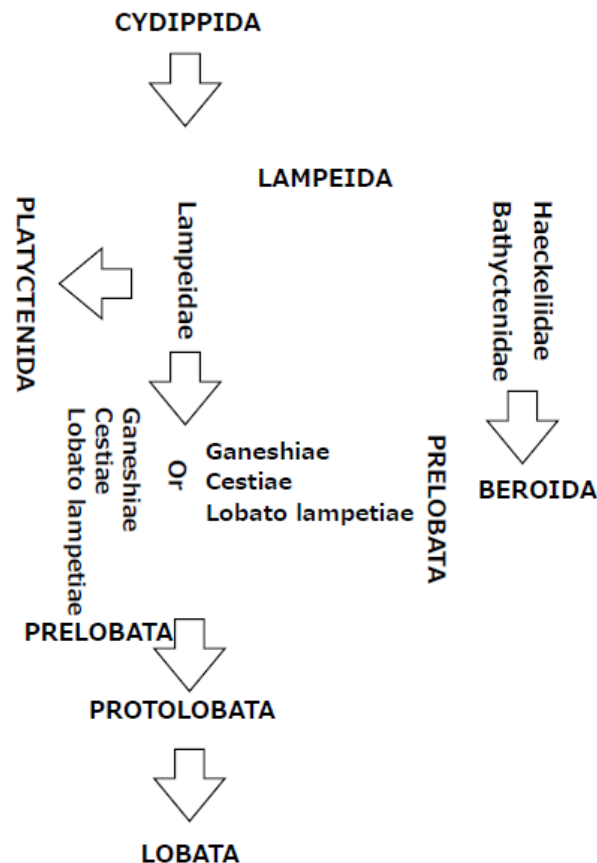 CYDIPPIDA
LAMPEIDA
PLATYCTENIDA
Lampeidae
Haeckeliidae
Bathyctenidae
Ganeshiae
Cestiae
Lobato lampetiae
Or
Ganeshiae
Cestiae
Lobato lampetiae
PRELOBATA
BEROIDA
PRELOBATA
PROTOLOBATA
LOBATA